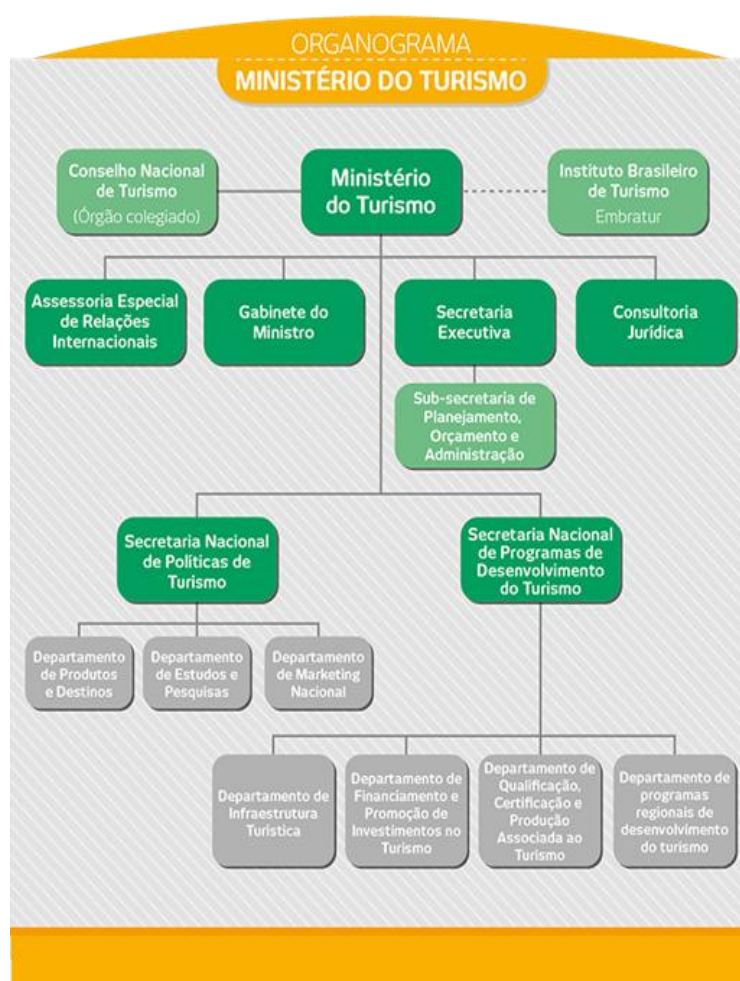 ORGANOGRAMA
MINISTÉRIO DO TURISMO
Conselho Nacional
de Turismo
(Órgão colegiado)
Ministério
do Turismo
Instituto Brasileiro
de Turismo
Embratur
Assessoria Especial
de Relações
Internacionais
Gabinete do
Ministro
Secretaria
Executiva
Consultoria
Jurídica
Sub-secretaria de
Planejamento,
Orçamento e
Administração
Secretaria Nacional
de Políticas de
Turismo
Secretaria Nacional
de Programas de
Desenvolvimento
do Turismo
Departamento
de Produtos
e Destinos
Departamento
de Estudos e
Pesquisas
Departamento
de Marketing
Nacional
Departamento de
Infraestrutura
Turistica
Departamento de
Financiamento e
Promoção de
Investimentos no
Turismo
Departamento de
Qualificação,
Certificação e
Produção
Associada ao
Turismo
Departamento de
programas
regionais de
desenvolvimento
do turismo